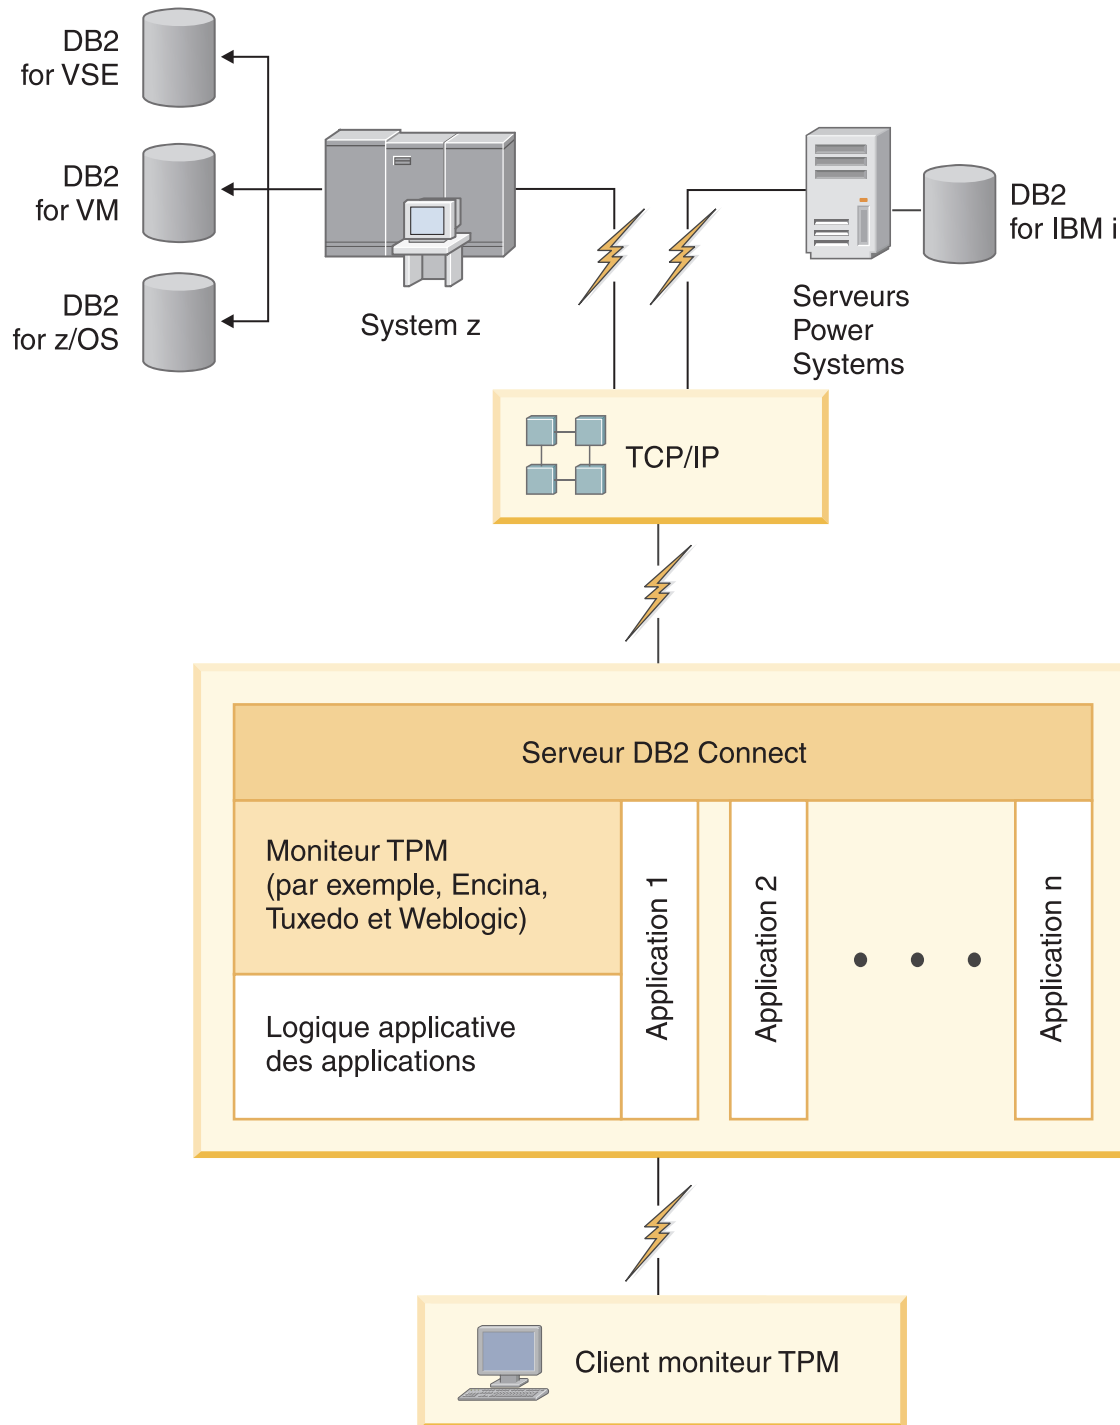 DB2
for VSE
DB2
for VM
DB2
for z/OS
System z
Serveurs
Power
Systems
DB2
for IBM i
TCP/IP
Serveur DB2 Connect
Moniteur TPM
(par exemple, Encina,
Tuxedo et Weblogic)
Logique applicative
des applications
Application 1
Application 2
Application n
Client moniteur TPM